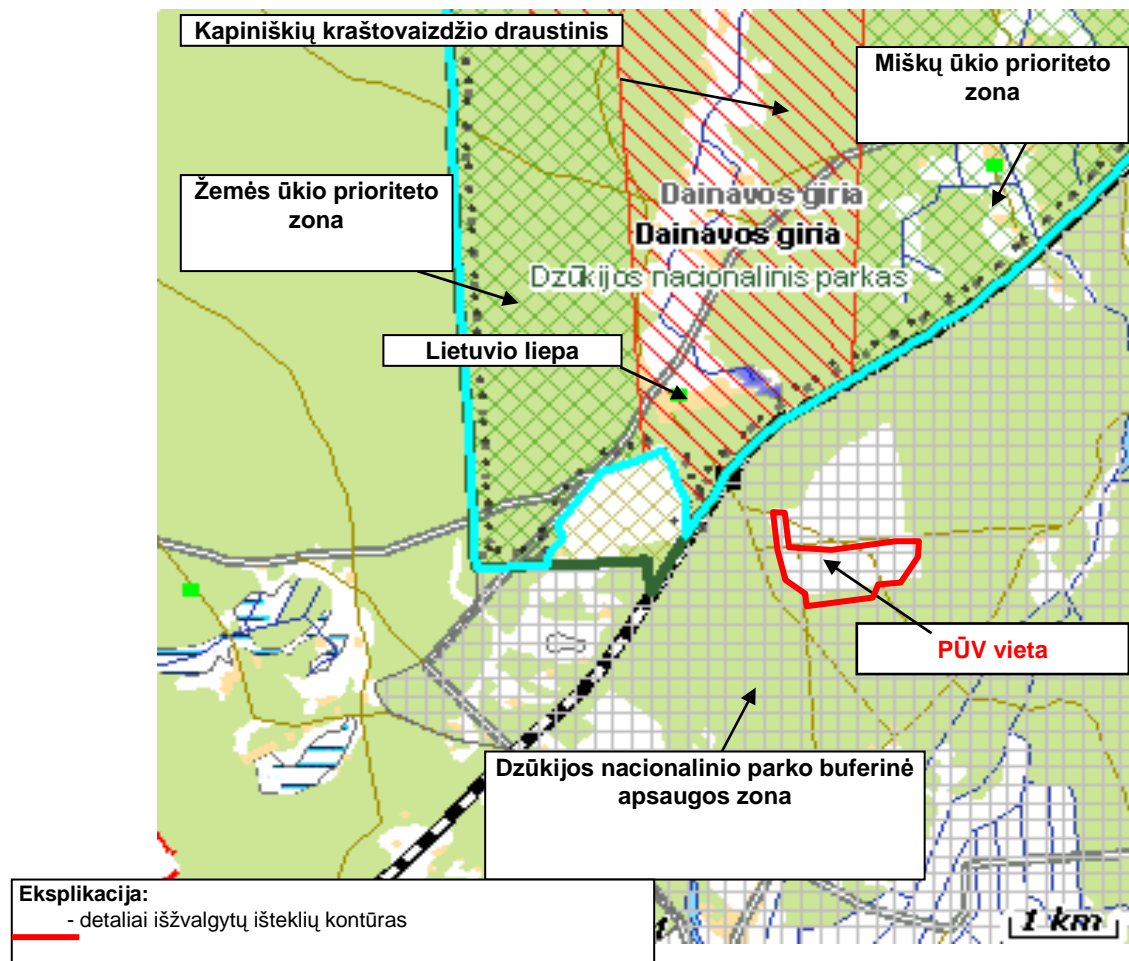 Kapiniškių kraštovaizdžio draustinis
Miškų ūkio prioriteto
zona
Žemės ūkio prioriteto
zona
Dainavos giria
Dainavos giria
Dzūkijos nacionalinis parkas
Lietuvio liepa
PŪV vieta
Dzūkijos nacionalinio parko buferinė
apsaugos zona
Eksplikacija:
- detaliai išžvalgytų išteklių kontūras
1 km